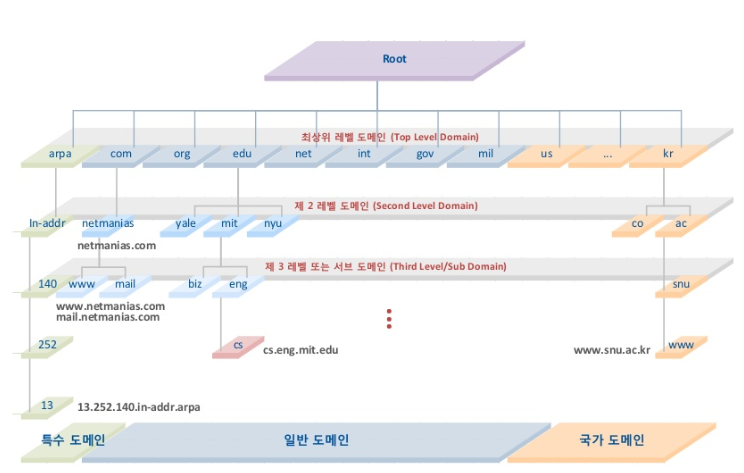 Root
최상위 레벨 도메인 (Top Level Domain)
arpa com org edu net int gov mil us ... kr
제 2 레벨 도메인 (Second Level Domain)
In-addr netmanias yale mit nyu co ac
netmanias.com
제 3 레벨 또는 서브 도메인 (Third Level/Sub Domain)
140 www mail biz eng snu
www.netmanias.com
mail.netmanias.com
252 cs cs.eng.mit.edu www.snu.ac.kr www
13 13.252.140.in-addr.arpa
특수 도메인 일반 도메인 국가 도메인